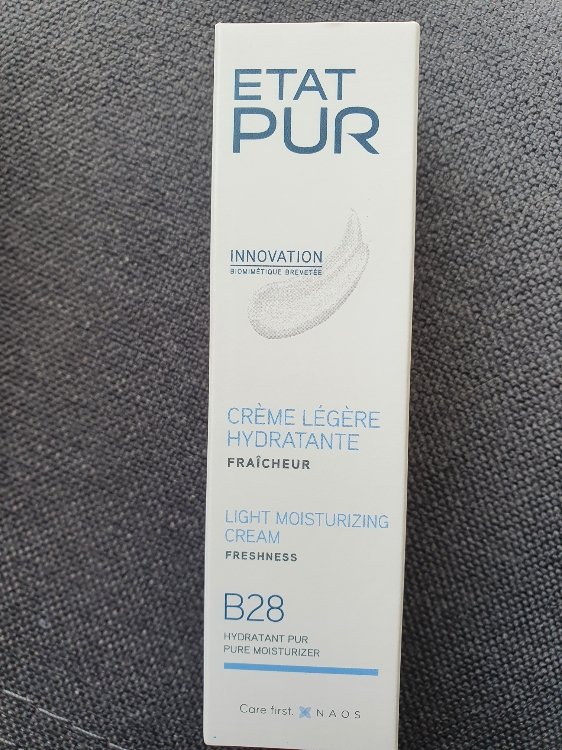 ETAT
PUR
INNOVATION
BIOMIMÉTIQUE BREVETÉE
CRÈME LÉGÈRE
HYDRATANTE
FRAÎCHEUR
LIGHT MOISTURIZING
CREAM
FRESHNESS
B28
HYDRATANT PUR
PURE MOISTURIZER
Care first. NAOS